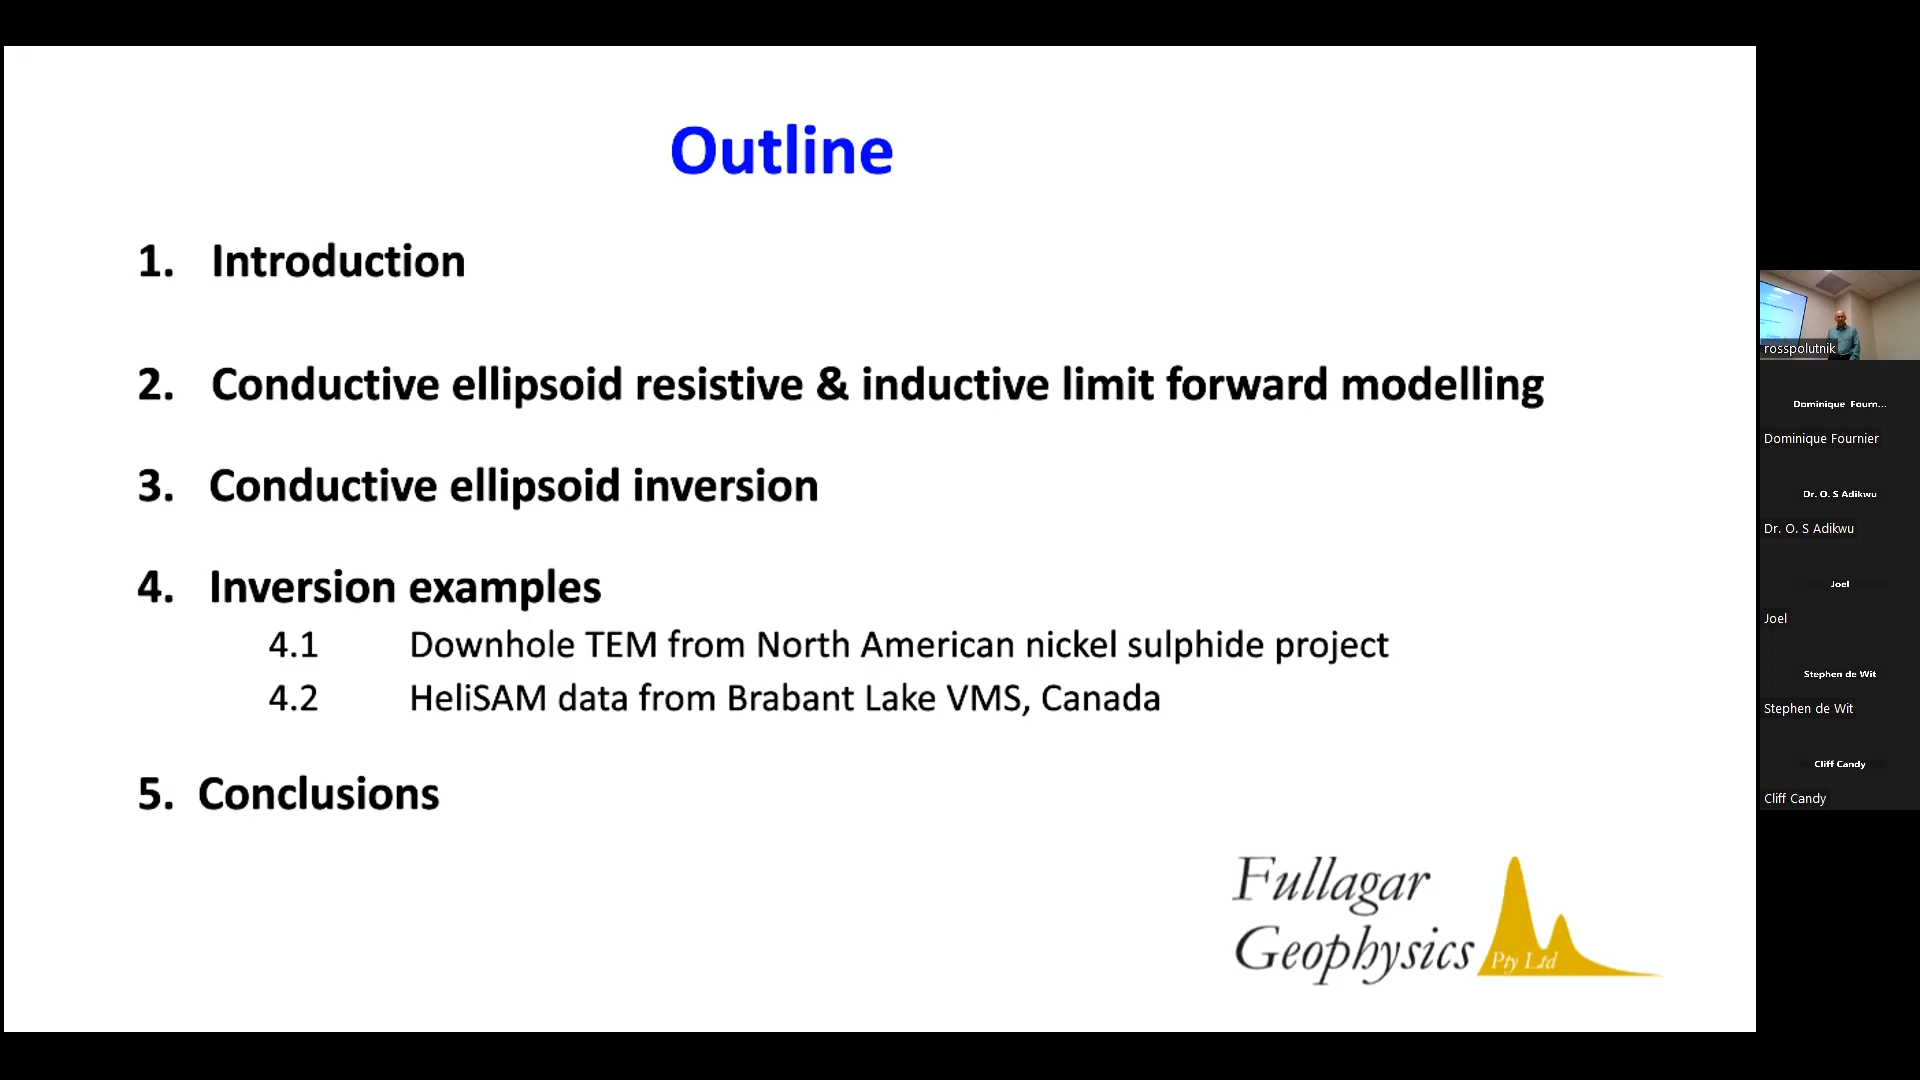 Outline
1. Introduction
2. Conductive ellipsoid resistive & inductive limit forward modelling
3. Conductive ellipsoid inversion
4. Inversion examples
4.1 Downhole TEM from North American nickel sulphide project
4.2 HeliSAM data from Brabant Lake VMS, Canada
5. Conclusions
Fullagar
Geophysics Pty Ltd
rosspolutnik
Dominique Fourn...
Dominique Fournier
Dr. O. S Adikwu
Dr. O. S Adikwu
Joel
Joel
Stephen de Wit
Stephen de Wit
Cliff Candy
Cliff Candy